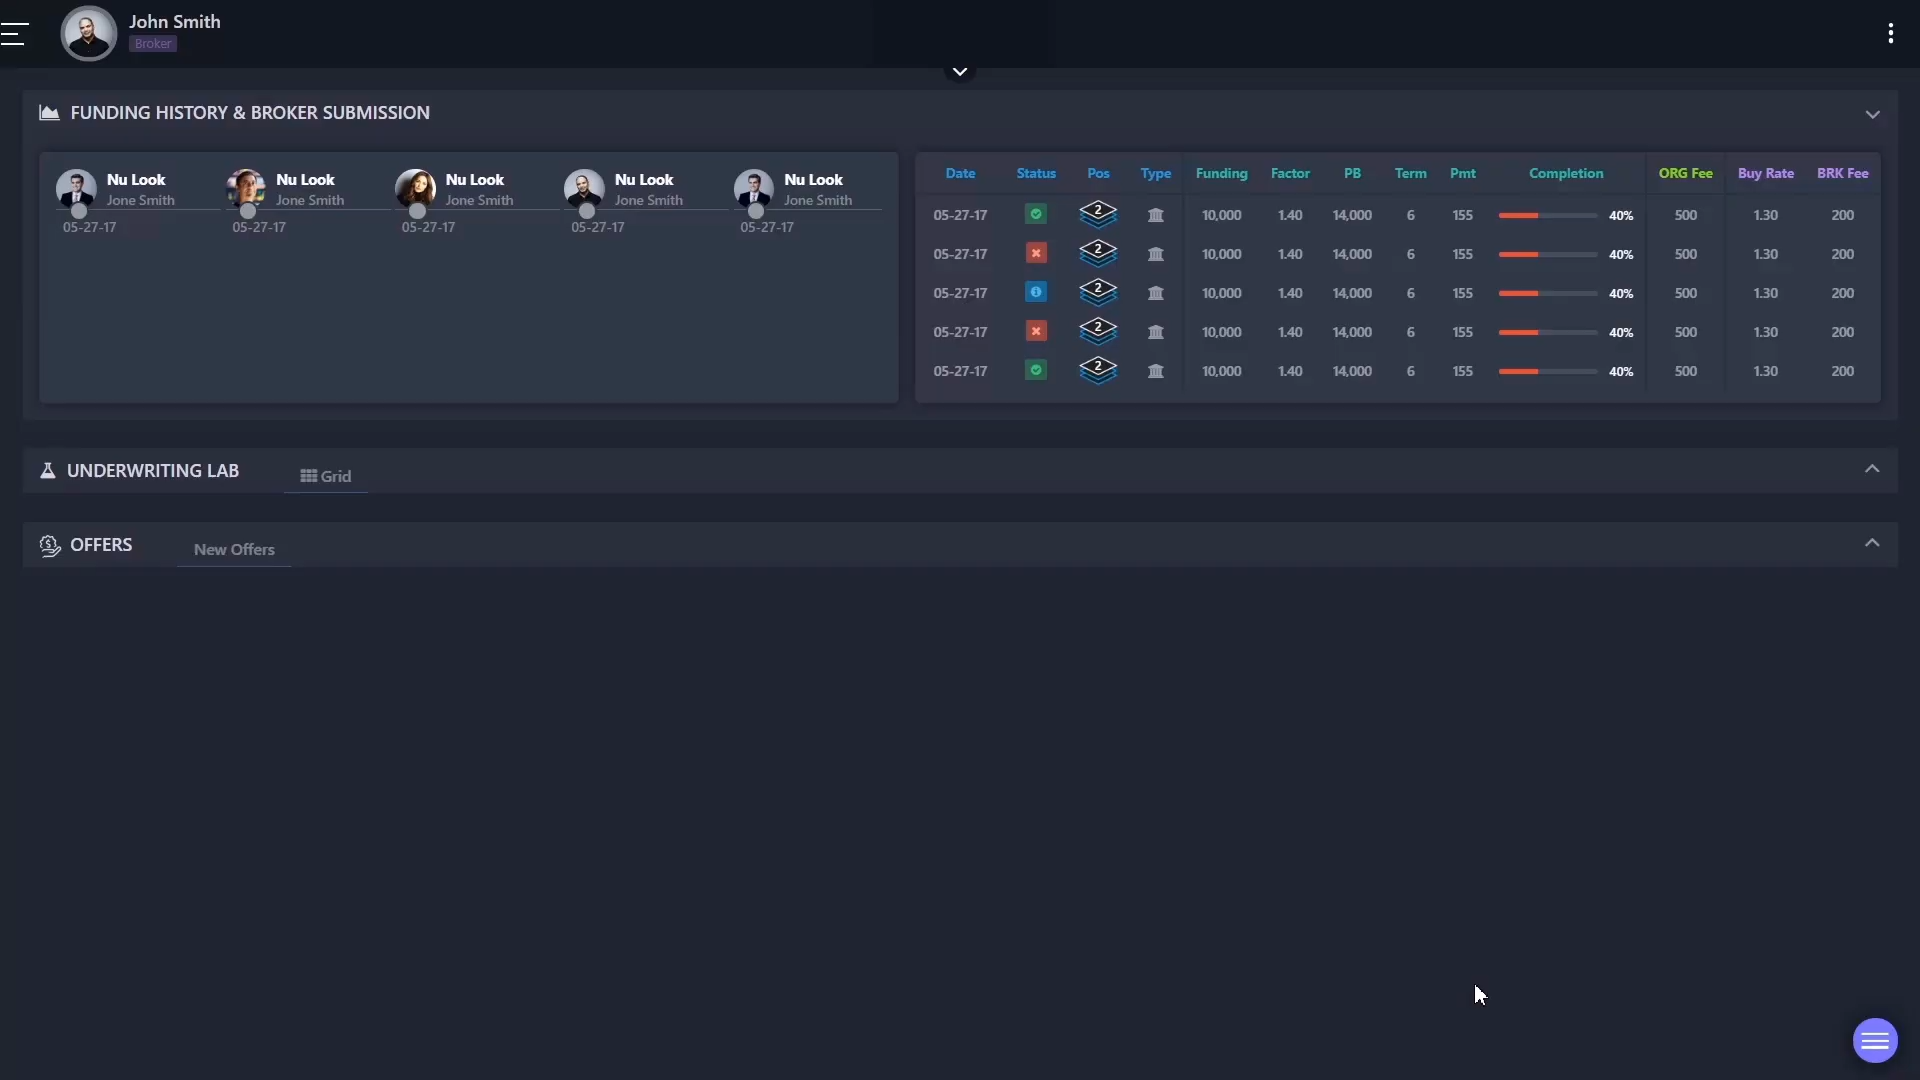 John Smith
Broker
FUNDING HISTORY & BROKER SUBMISSION
Nu Look
Jone Smith
05-27-17
Nu Look
Jone Smith
05-27-17
Nu Look
Jone Smith
05-27-17
Nu Look
Jone Smith
05-27-17
Nu Look
Jone Smith
05-27-17
Date Status Pos Type Funding Factor PB Term Pmt Completion ORG Fee Buy Rate BRK Fee
05-27-17 2 10,000 1.40 14,000 6 155 40% 500 1.30 200
05-27-17 2 10,000 1.40 14,000 6 155 40% 500 1.30 200
05-27-17 2 10,000 1.40 14,000 6 155 40% 500 1.30 200
05-27-17 2 10,000 1.40 14,000 6 155 40% 500 1.30 200
05-27-17 2 10,000 1.40 14,000 6 155 40% 500 1.30 200
UNDERWRITING LAB Grid
OFFERS New Offers